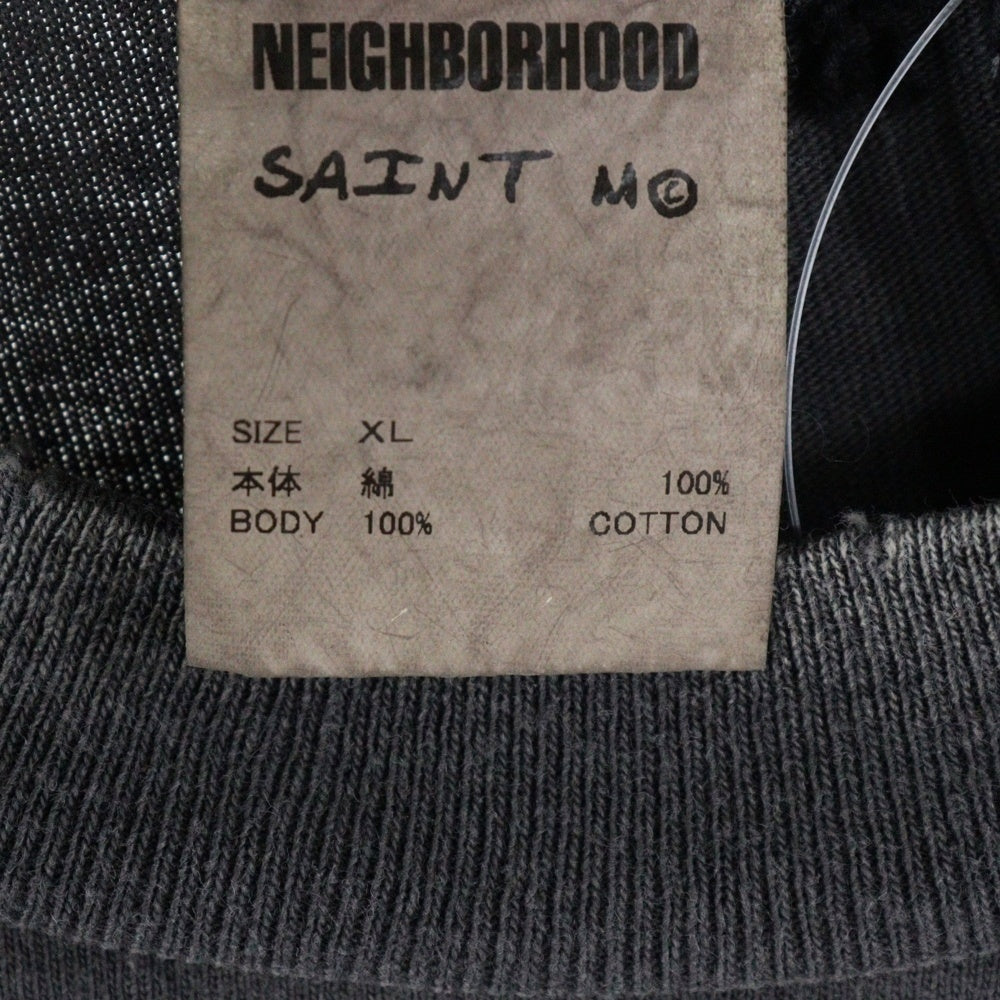 NEIGHBORHOOD
SAINT M©
SIZE XL
本体 綿 100%
BODY 100% COTTON